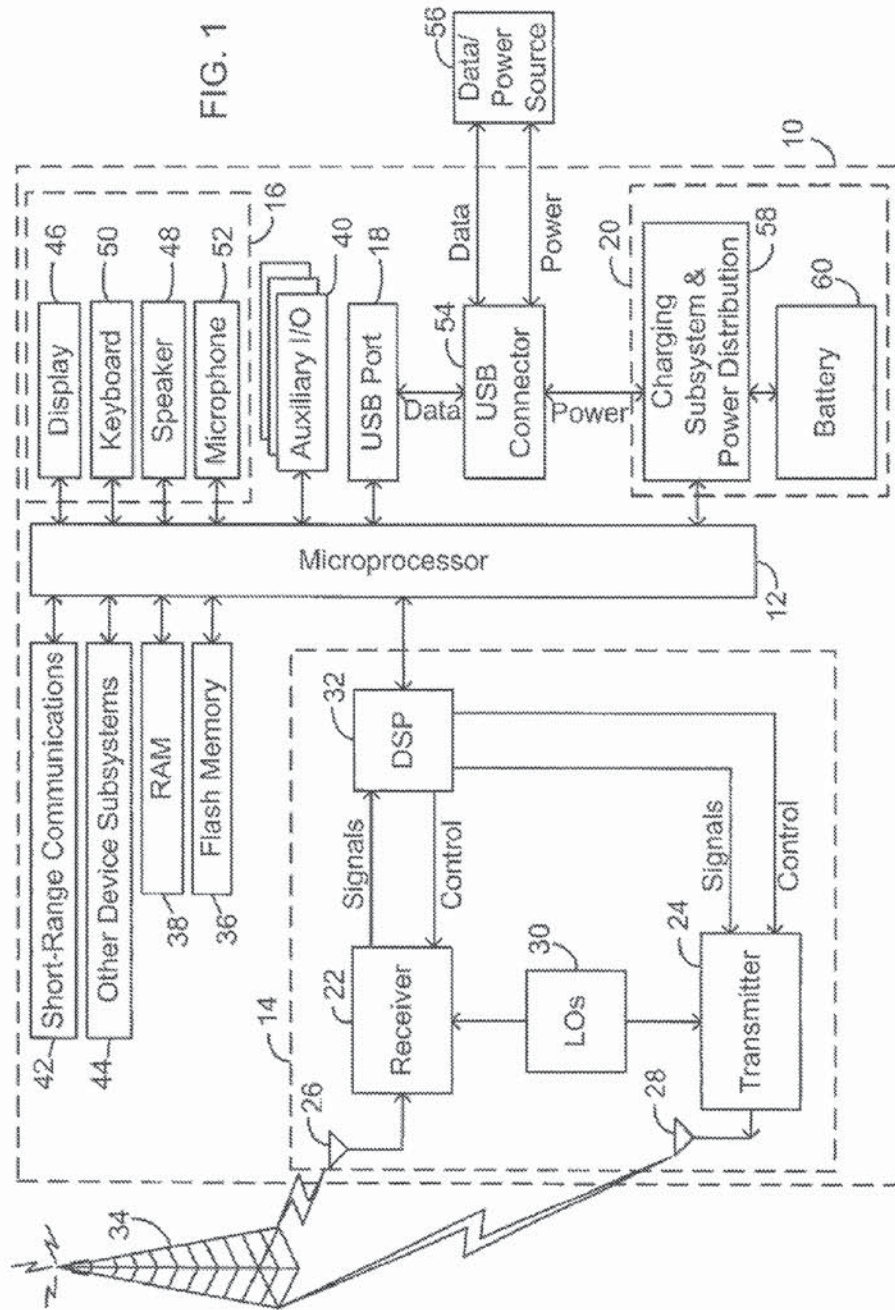 FIG. 1
34
42
Short-Range Communications
44
Other Device Subsystems
38
RAM
36
Flash Memory
Microprocessor
12
Display
46
Keyboard
50
Speaker
48
Microphone
52
16
Auxiliary I/O
40
USB Port
18
Data
54
USB
Connector
Data
Power
56
Data/
Power
Source
Power
10
20
Charging
Subsystem &
Power Distribution
58
Battery
60
14
26
22
Receiver
Signals
Control
32
DSP
30
LOs
28
24
Transmitter
Signals
Control